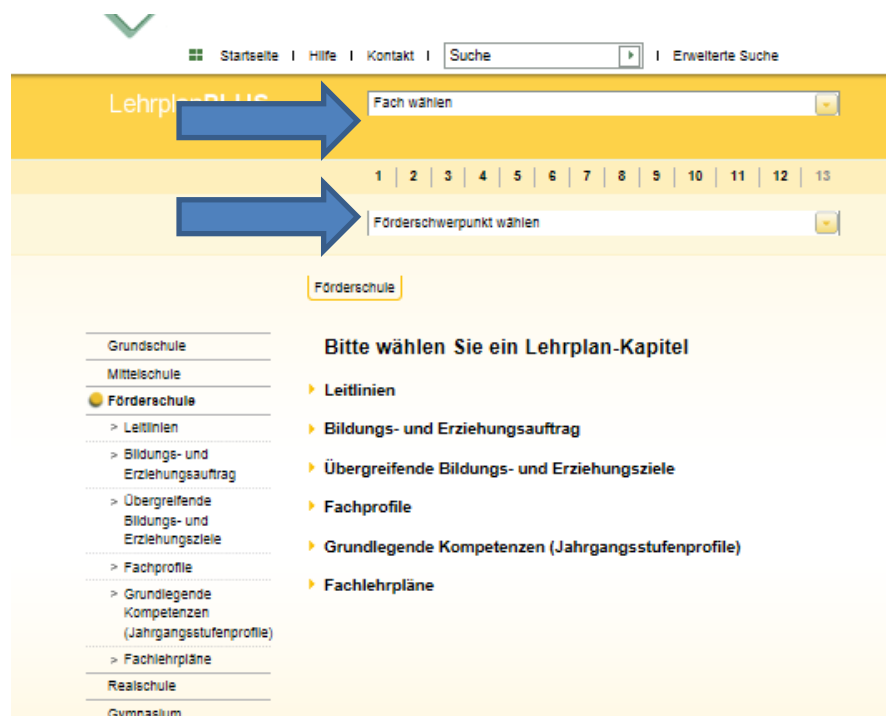 Startseite | Hilfe | Kontakt | Suche | Erweiterte Suche
Fach wählen
1 | 2 | 3 | 4 | 5 | 6 | 7 | 8 | 9 | 10 | 11 | 12 | 13
Förderschwerpunkt wählen
Förderschule
Grundschule
Mittelschule
Förderschule
> Leitlinien
> Bildungs- und
Erziehungsauftrag
> Übergreifende
Bildungs- und
Erziehungsziele
> Fachprofile
> Grundlegende
Kompetenzen
(Jahrgangsstufenprofile)
> Fachlehrpläne
Realschule
Gymnasium
Bitte wählen Sie ein Lehrplan-Kapitel
Leitlinien
Bildungs- und Erziehungsauftrag
Übergreifende Bildungs- und Erziehungsziele
Fachprofile
Grundlegende Kompetenzen (Jahrgangsstufenprofile)
Fachlehrpläne